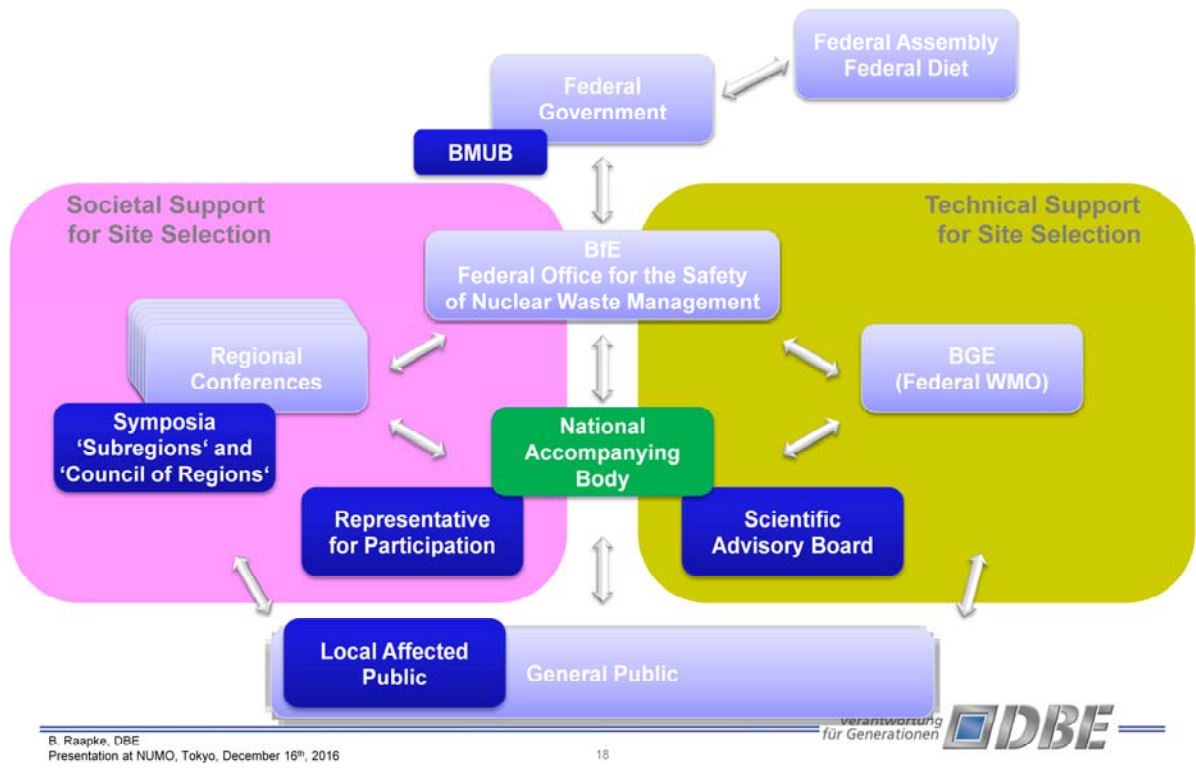 Federal Assembly
Federal Diet
Federal
Government
BMUB
Societal Support
for Site Selection
Technical Support
for Site Selection
BfE
Federal Office for the Safety
of Nuclear Waste Management
Regional
Conferences
BGE
(Federal WMO)
Symposia
‘Subregions‘ and
‘Council of Regions‘
National
Accompanying
Body
Representative
for Participation
Scientific
Advisory Board
Local Affected
Public
General Public
Verantwortung
für Generationen
DBE
B. Raapke, DBE
Presentation at NUMO, Tokyo, December 16th, 2016
18